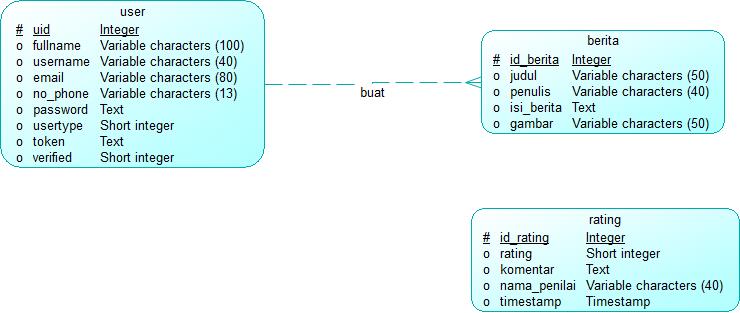 user
# uid Integer
o fullname Variable characters (100)
o username Variable characters (40)
o email Variable characters (80)
o no_phone Variable characters (13)
o password Text
o usertype Short integer
o token Text
o verified Short integer
buat
berita
# id_berita Integer
o judul Variable characters (50)
o penulis Variable characters (40)
o isi_berita Text
o gambar Variable characters (50)
rating
# id_rating Integer
o rating Short integer
o komentar Text
o nama_penilai Variable characters (40)
o timestamp Timestamp